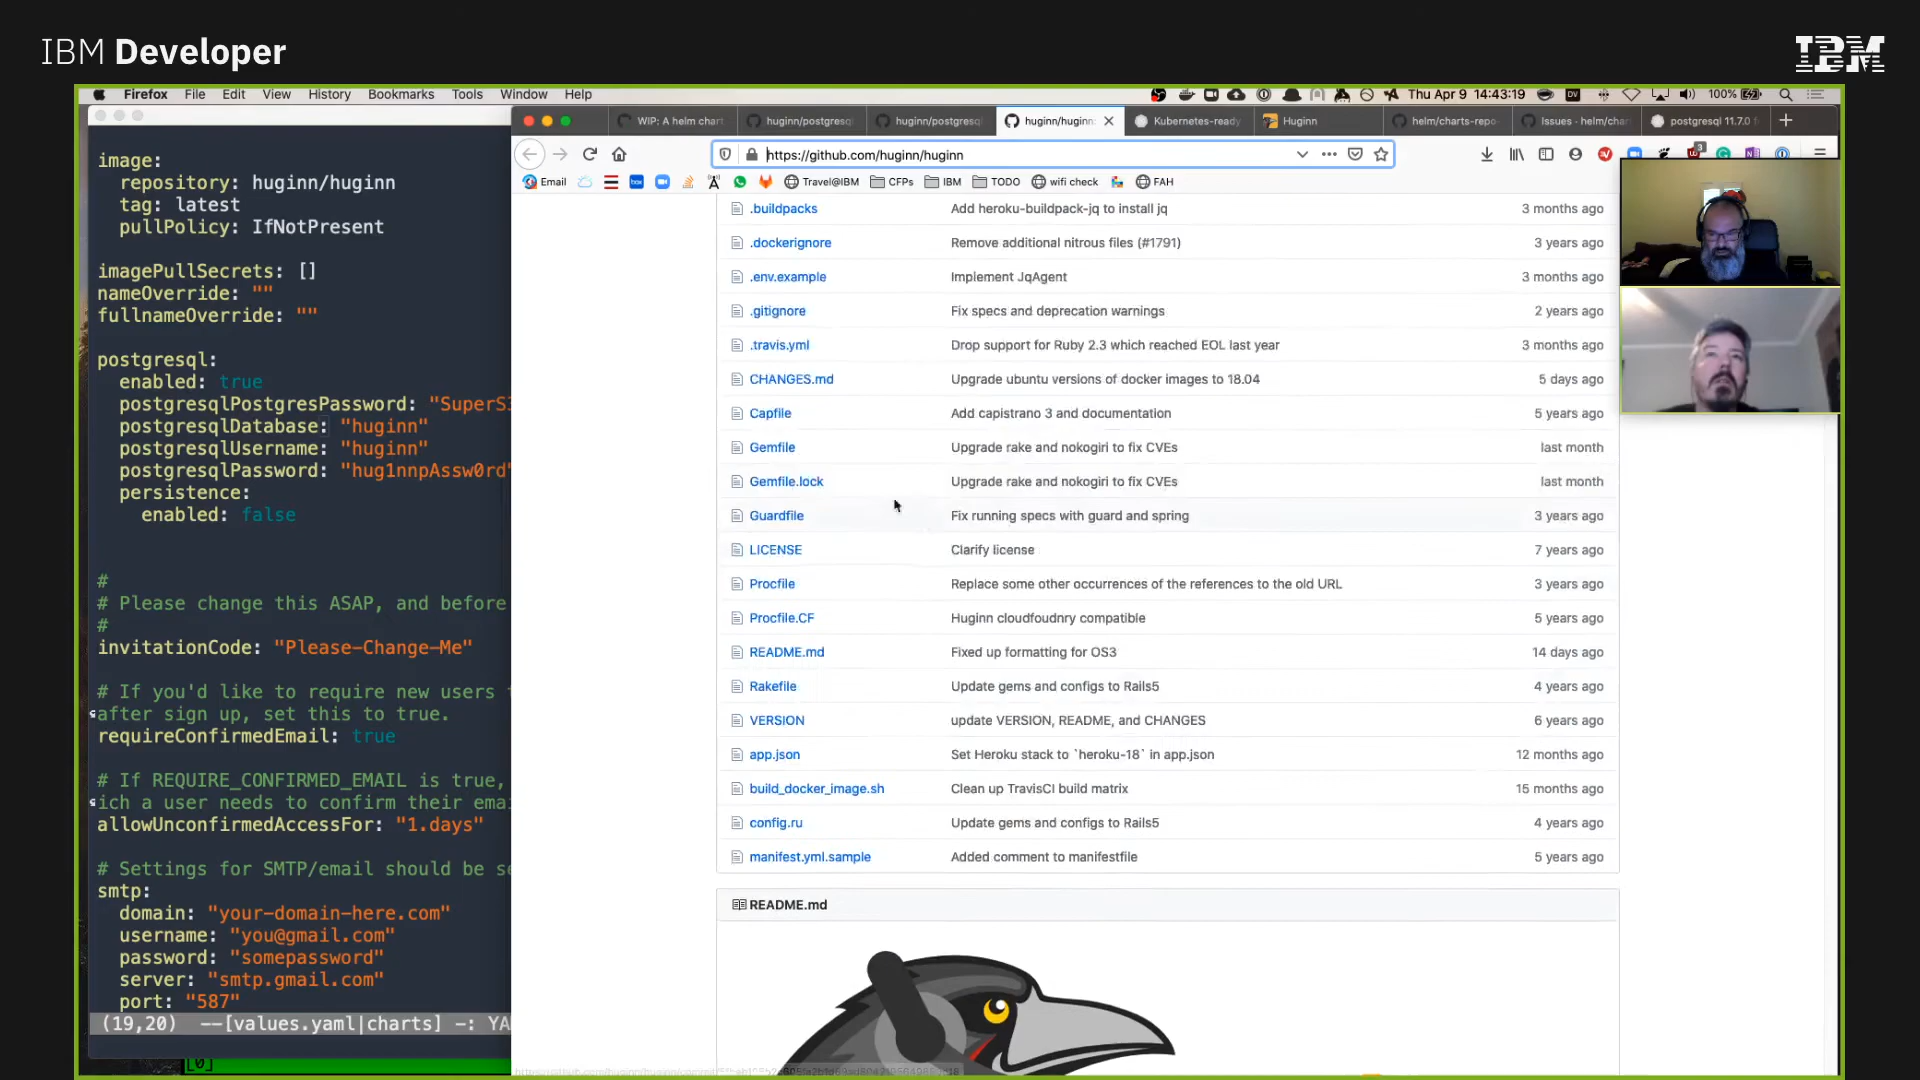 IBM Developer
IBM
Firefox File Edit View History Bookmarks Tools Window Help
Thu Apr 9 14:43:19
100%
WIP: A helm chart
huginn/postgresql
huginn/postgresql
huginn/huginn:
Kubernetes-ready
Huginn
helm/charts-repo-
Issues · helm/char
postgresql 11.7.0
https://github.com/huginn/huginn
Email
Travel@IBM
CFPs
IBM
TODO
wifi check
FAH
image:
repository: huginn/huginn
tag: latest
pullPolicy: IfNotPresent
imagePullSecrets: []
nameOverride: ""
fullnameOverride: ""
postgresql:
enabled: true
postgresqlPostgresPassword: "SuperS3
postgresqlDatabase: "huginn"
postgresqlUsername: "huginn"
postgresqlPassword: "hug1nnpAssw0rd"
persistence:
enabled: false
#
# Please change this ASAP, and before
#
invitationCode: "Please-Change-Me"
# If you'd like to require new users
after sign up, set this to true.
requireConfirmedEmail: true
# If REQUIRE_CONFIRMED_EMAIL is true,
ich a user needs to confirm their ema
allowUnconfirmedAccessFor: "1.days"
# Settings for SMTP/email should be s
smtp:
domain: "your-domain-here.com"
username: "you@gmail.com"
password: "somepassword"
server: "smtp.gmail.com"
port: "587"
(19,20) --[values.yaml|charts] -: YA
[0]
.buildpacks Add heroku-buildpack-jq to install jq 3 months ago
.dockerignore Remove additional nitrous files (#1791) 3 years ago
.env.example Implement JqAgent 3 months ago
.gitignore Fix specs and deprecation warnings 2 years ago
.travis.yml Drop support for Ruby 2.3 which reached EOL last year 3 months ago
CHANGES.md Upgrade ubuntu versions of docker images to 18.04 5 days ago
Capfile Add capistrano 3 and documentation 5 years ago
Gemfile Upgrade rake and nokogiri to fix CVEs last month
Gemfile.lock Upgrade rake and nokogiri to fix CVEs last month
Guardfile Fix running specs with guard and spring 3 years ago
LICENSE Clarify license 7 years ago
Procfile Replace some other occurrences of the references to the old URL 3 years ago
Procfile.CF Huginn cloudfoudnry compatible 5 years ago
README.md Fixed up formatting for OS3 14 days ago
Rakefile Update gems and configs to Rails5 4 years ago
VERSION update VERSION, README, and CHANGES 6 years ago
app.json Set Heroku stack to `heroku-18` in app.json 12 months ago
build_docker_image.sh Clean up TravisCI build matrix 15 months ago
config.ru Update gems and configs to Rails5 4 years ago
manifest.yml.sample Added comment to manifestfile 5 years ago
README.md